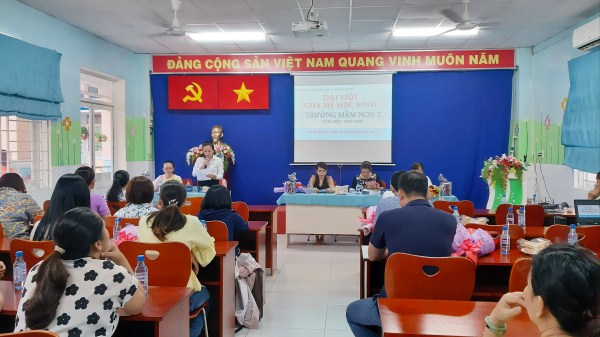 ĐẢNG CỘNG SẢN VIỆT NAM QUANG VINH MUÔN NĂM
ĐẠI HỘI
CHA MẸ HỌC SINH
TRƯỜNG MẦM NON 2